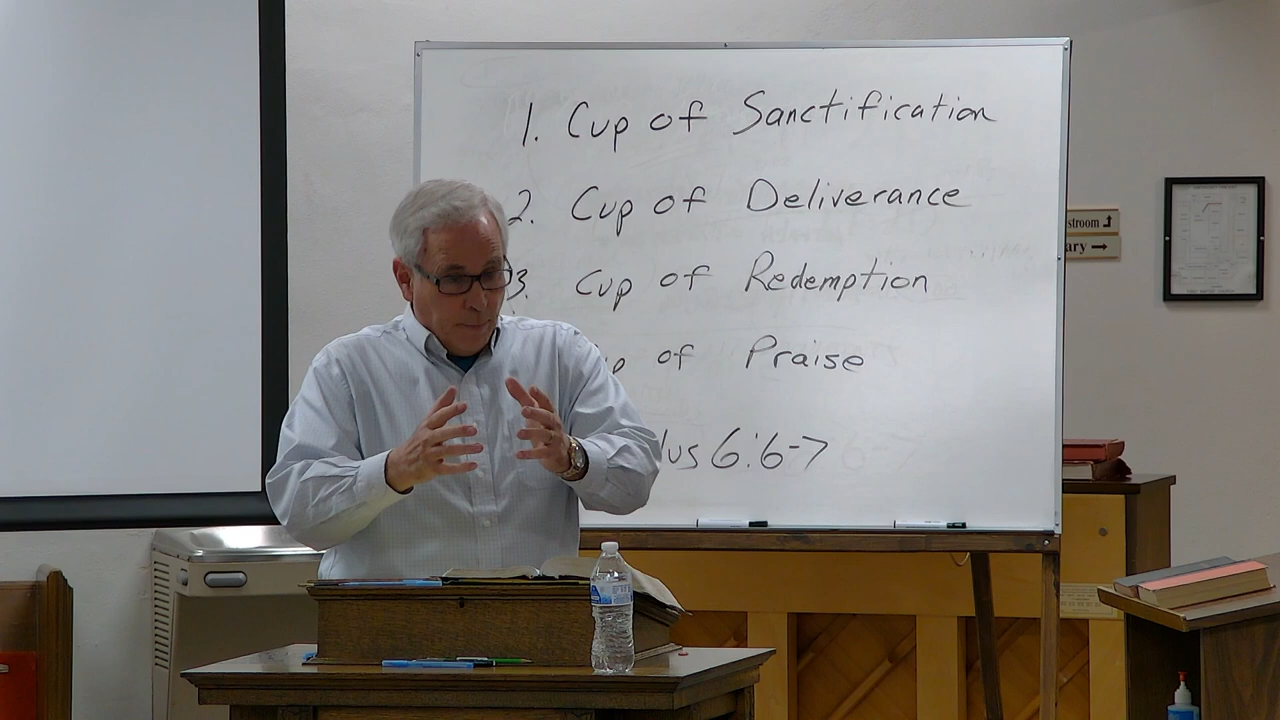 1. Cup of Sanctification
2. Cup of Deliverance
3. Cup of Redemption
of Praise
6:6-7